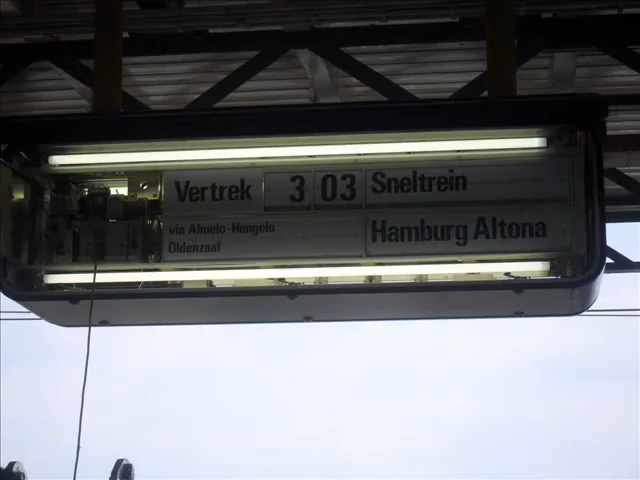 Vertrek 3 03 Sneltrein
via Almelo-Hengelo
Oldenzaal
Hamburg Altona